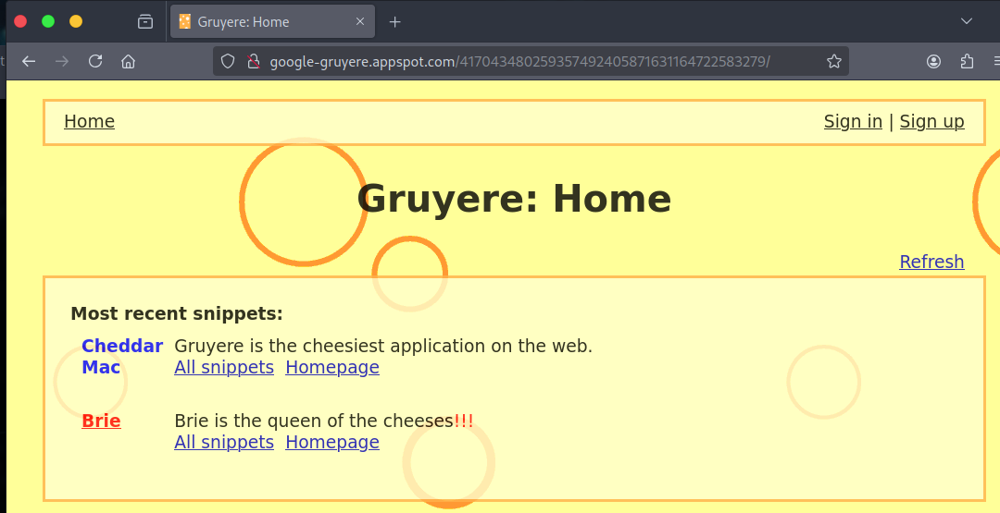 Gruyere: Home
google-gruyere.appspot.com/417043480259357492405871631164722583279/
Home Sign in | Sign up
Gruyere: Home
Refresh
Most recent snippets:
Cheddar Gruyere is the cheesiest application on the web.
Mac All snippets Homepage
Brie Brie is the queen of the cheeses!!!
All snippets Homepage